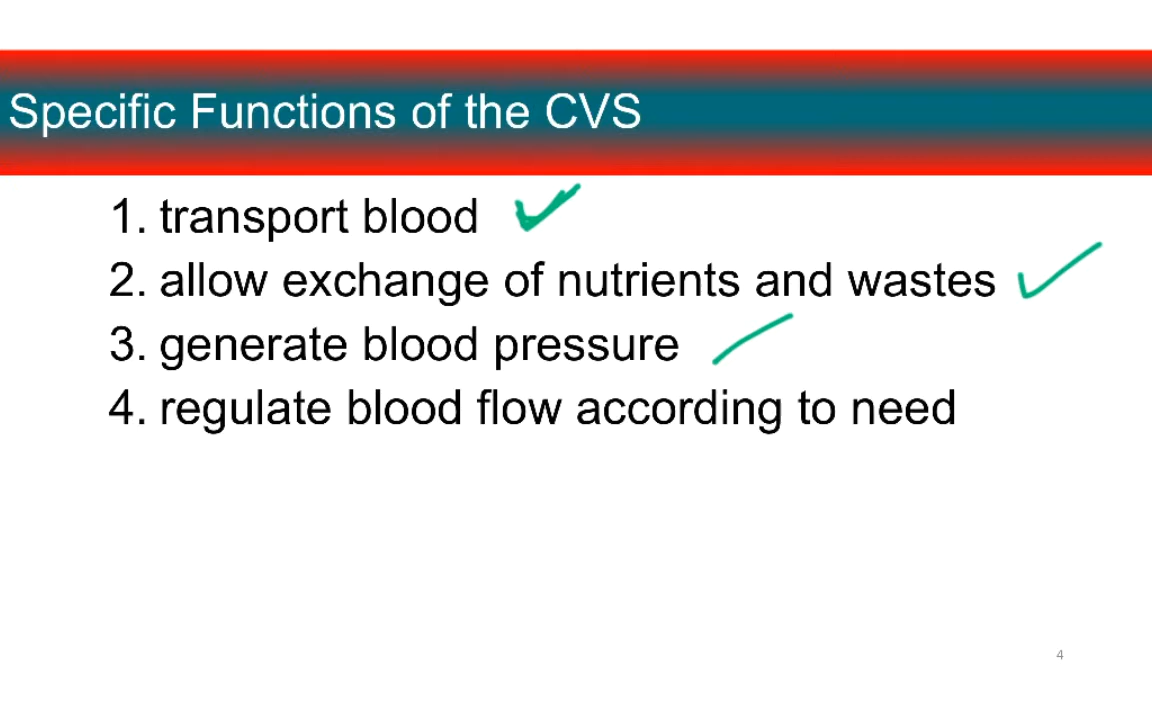 Specific Functions of the CVS
1. transport blood
2. allow exchange of nutrients and wastes
3. generate blood pressure
4. regulate blood flow according to need
4